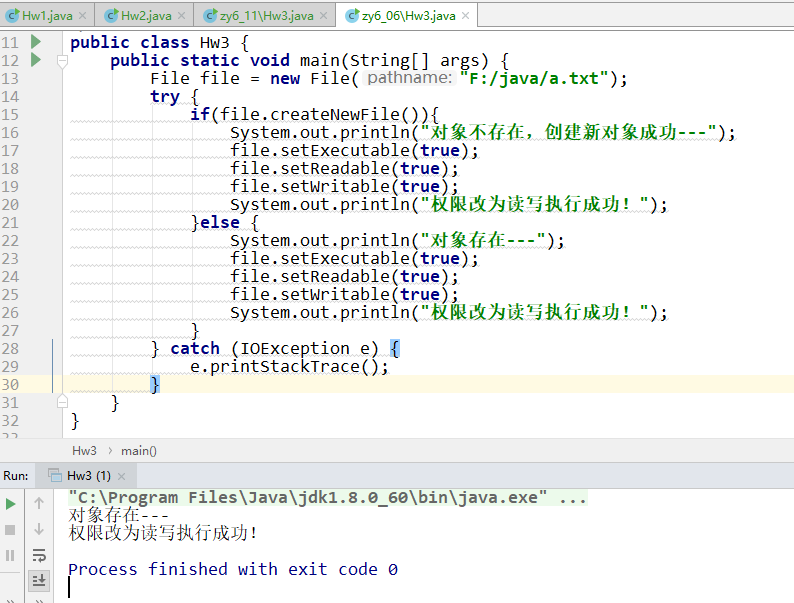 Hw1.java Hw2.java zy6_11\Hw3.java zy6_06\Hw3.java
11 public class Hw3 {
12 public static void main(String[] args) {
13 File file = new File( pathname: "F:/java/a.txt");
14 try {
15 if(file.createNewFile()){
16 System.out.println("对象不存在，创建新对象成功---");
17 file.setExecutable(true);
18 file.setReadable(true);
19 file.setWritable(true);
20 System.out.println("权限改为读写执行成功！");
21 }else {
22 System.out.println("对象存在---");
23 file.setExecutable(true);
24 file.setReadable(true);
25 file.setWritable(true);
26 System.out.println("权限改为读写执行成功！");
27 }
28 } catch (IOException e) {
29 e.printStackTrace();
30 }
31 }
32 }
Hw3 › main()
Run: Hw3 (1)
"C:\Program Files\Java\jdk1.8.0_60\bin\java.exe" ...
对象存在---
权限改为读写执行成功！
Process finished with exit code 0